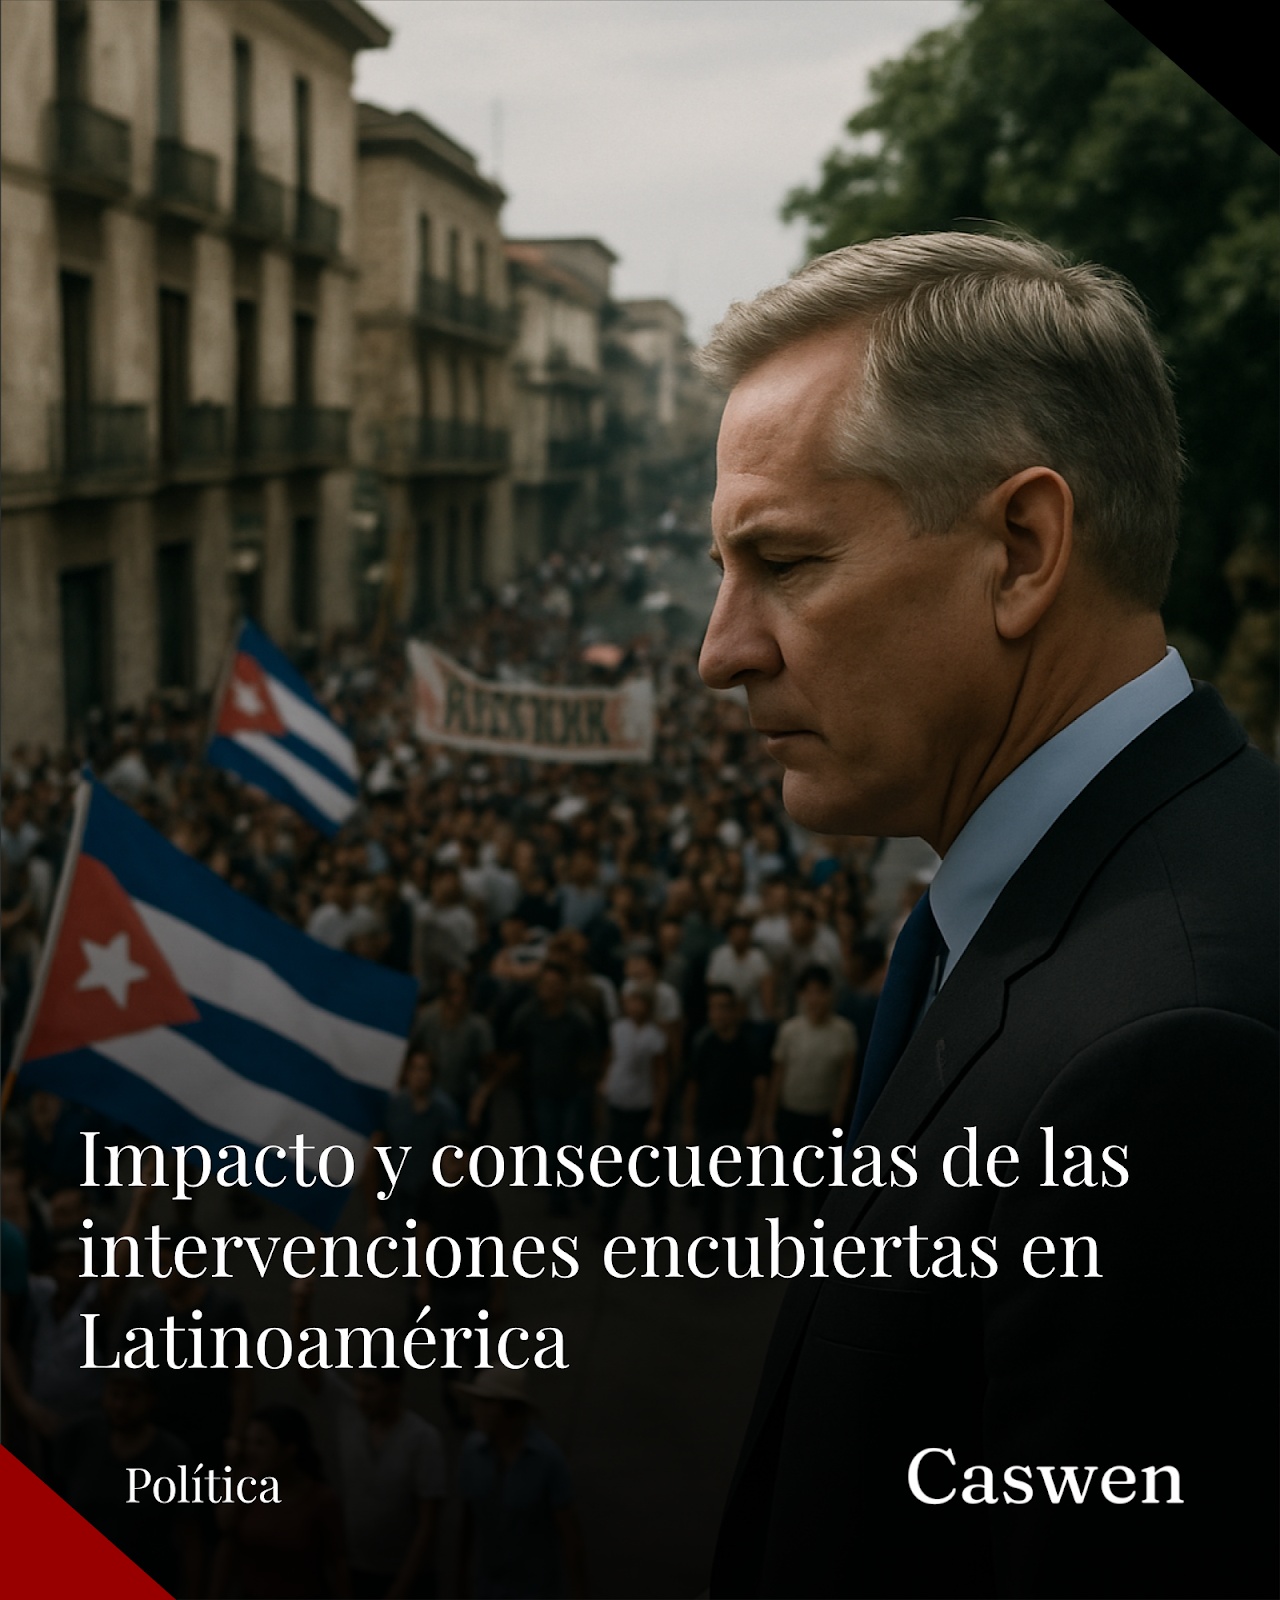 Impacto y consecuencias de las
intervenciones encubiertas en
Latinoamérica
Política
Caswen